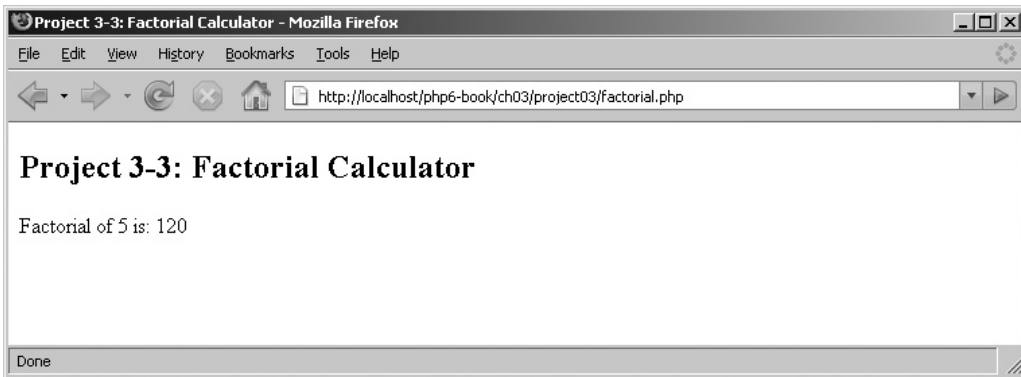 Project 3-3: Factorial Calculator - Mozilla Firefox
File Edit View History Bookmarks Tools Help
http://localhost/php6-book/ch03/project03/factorial.php
Project 3-3: Factorial Calculator
Factorial of 5 is: 120
Done